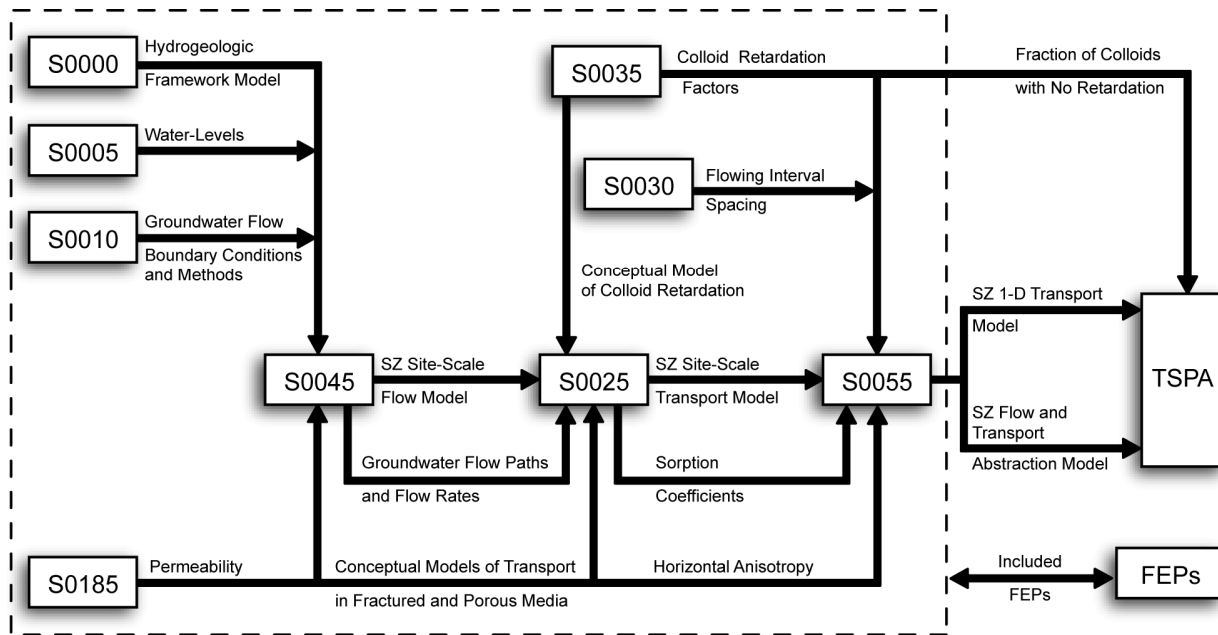 S0000
Hydrogeologic
Framework Model
S0005
Water-Levels
S0010
Groundwater Flow
Boundary Conditions
and Methods
S0035
Colloid Retardation
Factors
Fraction of Colloids
with No Retardation
S0030
Flowing Interval
Spacing
Conceptual Model
of Colloid Retardation
S0045
SZ Site-Scale
Flow Model
S0025
SZ Site-Scale
Transport Model
S0055
SZ 1-D Transport
Model
SZ Flow and
Transport
Abstraction Model
TSPA
Groundwater Flow Paths
and Flow Rates
Sorption
Coefficients
S0185
Permeability
Conceptual Models of Transport
in Fractured and Porous Media
Horizontal Anisotropy
Included
FEPs
FEPs